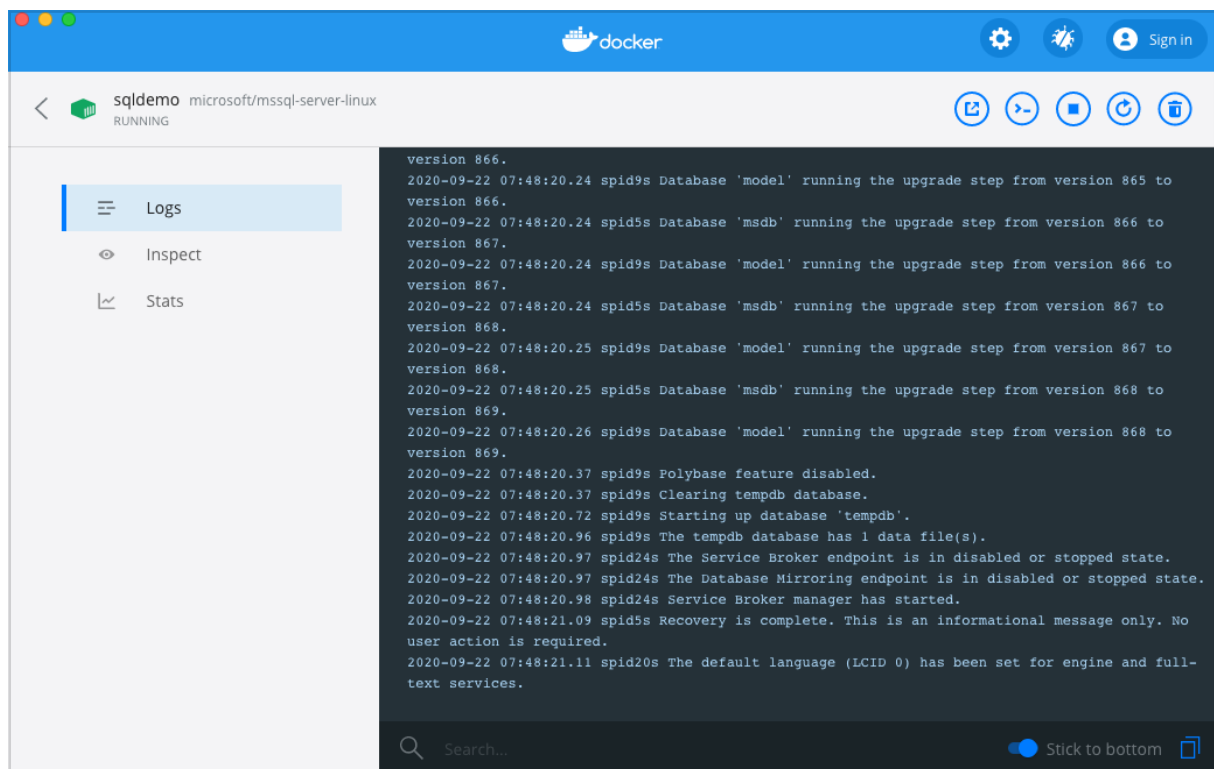 docker
Sign in
sqldemo microsoft/mssql-server-linux
RUNNING
Logs
Inspect
Stats
version 866.
2020-09-22 07:48:20.24 spid9s Database 'model' running the upgrade step from version 865 to
version 866.
2020-09-22 07:48:20.24 spid5s Database 'msdb' running the upgrade step from version 866 to
version 867.
2020-09-22 07:48:20.24 spid9s Database 'model' running the upgrade step from version 866 to
version 867.
2020-09-22 07:48:20.24 spid5s Database 'msdb' running the upgrade step from version 867 to
version 868.
2020-09-22 07:48:20.25 spid9s Database 'model' running the upgrade step from version 867 to
version 868.
2020-09-22 07:48:20.25 spid5s Database 'msdb' running the upgrade step from version 868 to
version 869.
2020-09-22 07:48:20.26 spid9s Database 'model' running the upgrade step from version 868 to
version 869.
2020-09-22 07:48:20.37 spid9s Polybase feature disabled.
2020-09-22 07:48:20.37 spid9s Clearing tempdb database.
2020-09-22 07:48:20.72 spid9s Starting up database 'tempdb'.
2020-09-22 07:48:20.96 spid9s The tempdb database has 1 data file(s).
2020-09-22 07:48:20.97 spid24s The Service Broker endpoint is in disabled or stopped state.
2020-09-22 07:48:20.97 spid24s The Database Mirroring endpoint is in disabled or stopped state.
2020-09-22 07:48:20.98 spid24s Service Broker manager has started.
2020-09-22 07:48:21.09 spid5s Recovery is complete. This is an informational message only. No
user action is required.
2020-09-22 07:48:21.11 spid20s The default language (LCID 0) has been set for engine and full-
text services.
Search...
Stick to bottom